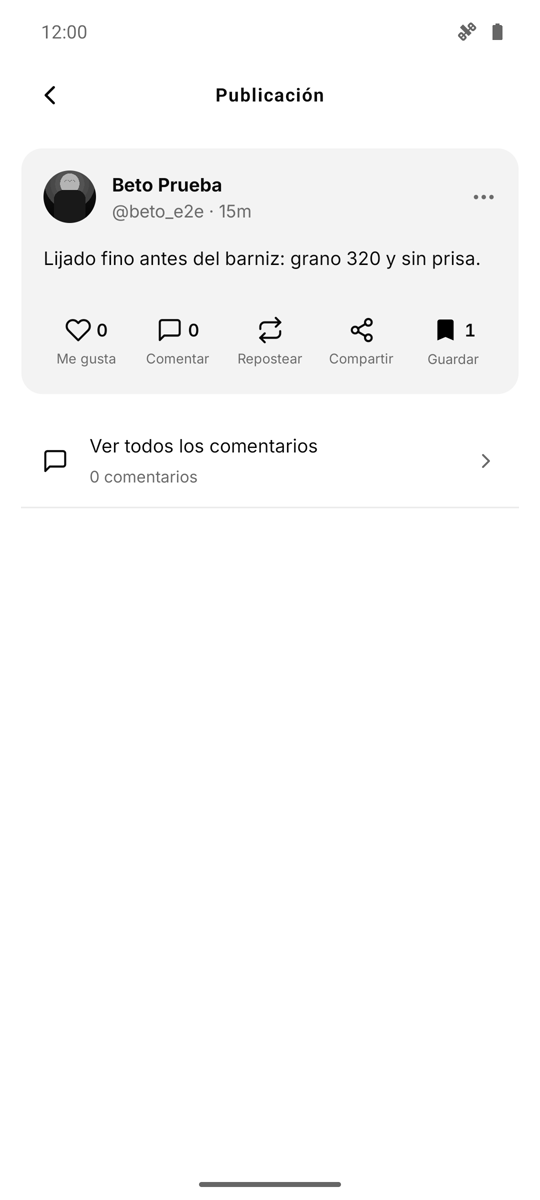 12:00
Publicación
Beto Prueba
@beto_e2e · 15m
Lijado fino antes del barniz: grano 320 y sin prisa.
0 0 1
Me gusta Comentar Repostear Compartir Guardar
Ver todos los comentarios
0 comentarios